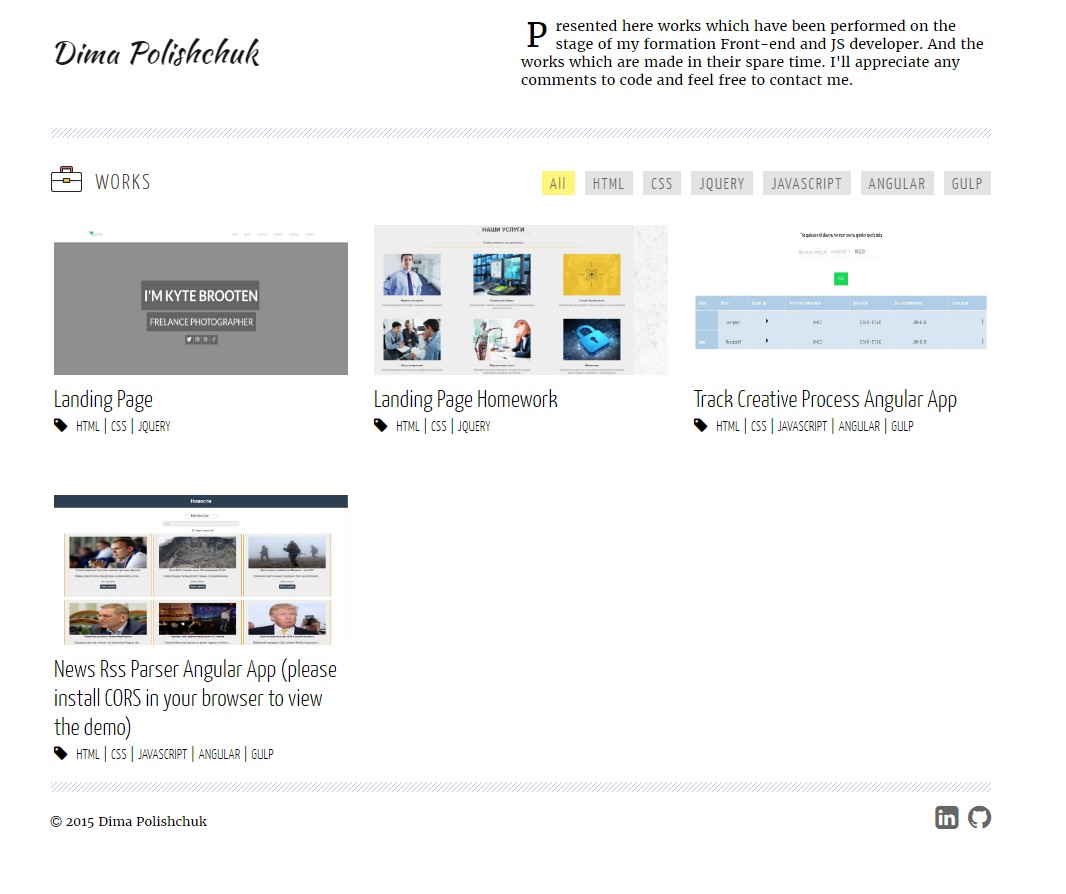 Dima Polishchuk
Presented here works which have been performed on the
stage of my formation Front-end and JS developer. And the
works which are made in their spare time. I'll appreciate any
comments to code and feel free to contact me.
WORKS
All HTML CSS JQUERY JAVASCRIPT ANGULAR GULP
I'M KYTE BROOTEN
FRELANCE PHOTOGRAPHER
НАШИ УСЛУГИ
Landing Page
HTML | CSS | JQUERY
Landing Page Homework
HTML | CSS | JQUERY
Track Creative Process Angular App
HTML | CSS | JAVASCRIPT | ANGULAR | GULP
Новости
News Rss Parser Angular App (please
install CORS in your browser to view
the demo)
HTML | CSS | JAVASCRIPT | ANGULAR | GULP
© 2015 Dima Polishchuk
in